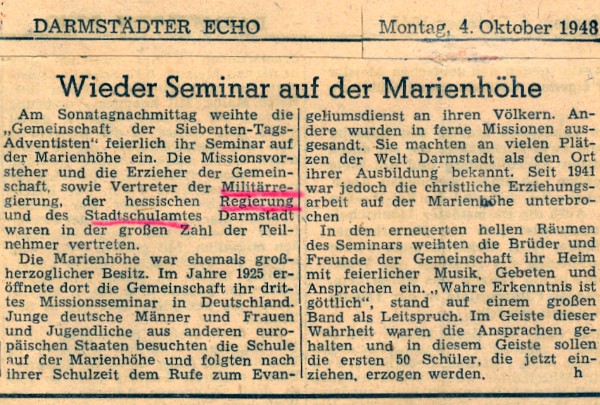 DARMSTÄDTER ECHO
Montag, 4. Oktober 1948
Wieder Seminar auf der Marienhöhe
Am Sonntagnachmittag weihte die
„Gemeinschaft der Siebenten-Tags-
Adventisten" feierlich ihr Seminar auf
der Marienhöhe ein. Die Missionsvor-
steher und die Erzieher der Gemein-
schaft, sowie Vertreter der Militärre-
gierung, der hessischen Regierung
und des Stadtschulamtes Darmstadt
waren in der großen Zahl der Teil-
nehmer vertreten.
Die Marienhöhe war ehemals groß-
herzoglicher Besitz. Im Jahre 1925 er-
öffnete dort die Gemeinschaft ihr drit-
tes Missionsseminar in Deutschland.
Junge deutsche Männer und Frauen
und Jugendliche aus anderen euro-
päischen Staaten besuchten die Schule
auf der Marienhöhe und folgten nach
ihrer Schulzeit dem Rufe zum Evan-
geliumsdienst an ihren Völkern. An-
dere wurden in ferne Missionen aus-
gesandt. Sie machten an vielen Plät-
zen der Welt Darmstadt als den Ort
ihrer Ausbildung bekannt. Seit 1941
war jedoch die christliche Erziehungs-
arbeit auf der Marienhöhe unterbro-
chen
In den erneuerten hellen Räumen
des Seminars weihten die Brüder und
Freunde der Gemeinschaft ihr Heim
mit feierlicher Musik, Gebeten und
Ansprachen ein. „Wahre Erkenntnis ist
göttlich", stand auf einem großen
Band als Leitspruch. Im Geiste dieser
Wahrheit waren die Ansprachen ge-
halten und in diesem Geiste sollen
die ersten 50 Schüler, die jetzt ein-
ziehen, erzogen werden. h